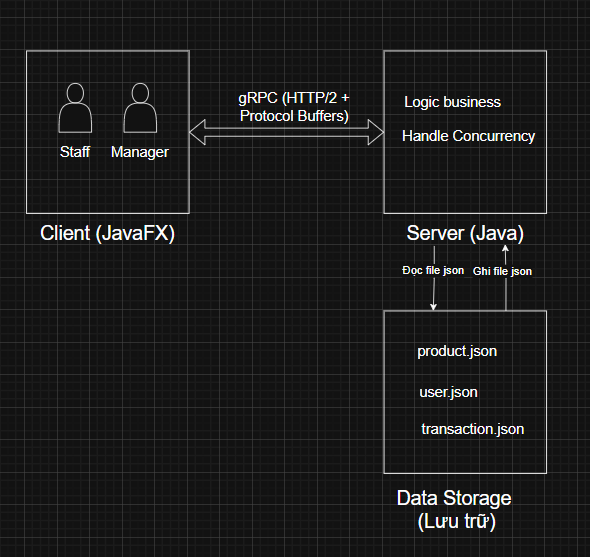 gRPC (HTTP/2 +
Protocol Buffers)
Staff
Manager
Client (JavaFX)
Logic business
Handle Concurrency
Server (Java)
Đọc file json
Ghi file json
product.json
user.json
transaction.json
Data Storage
(Lưu trữ)